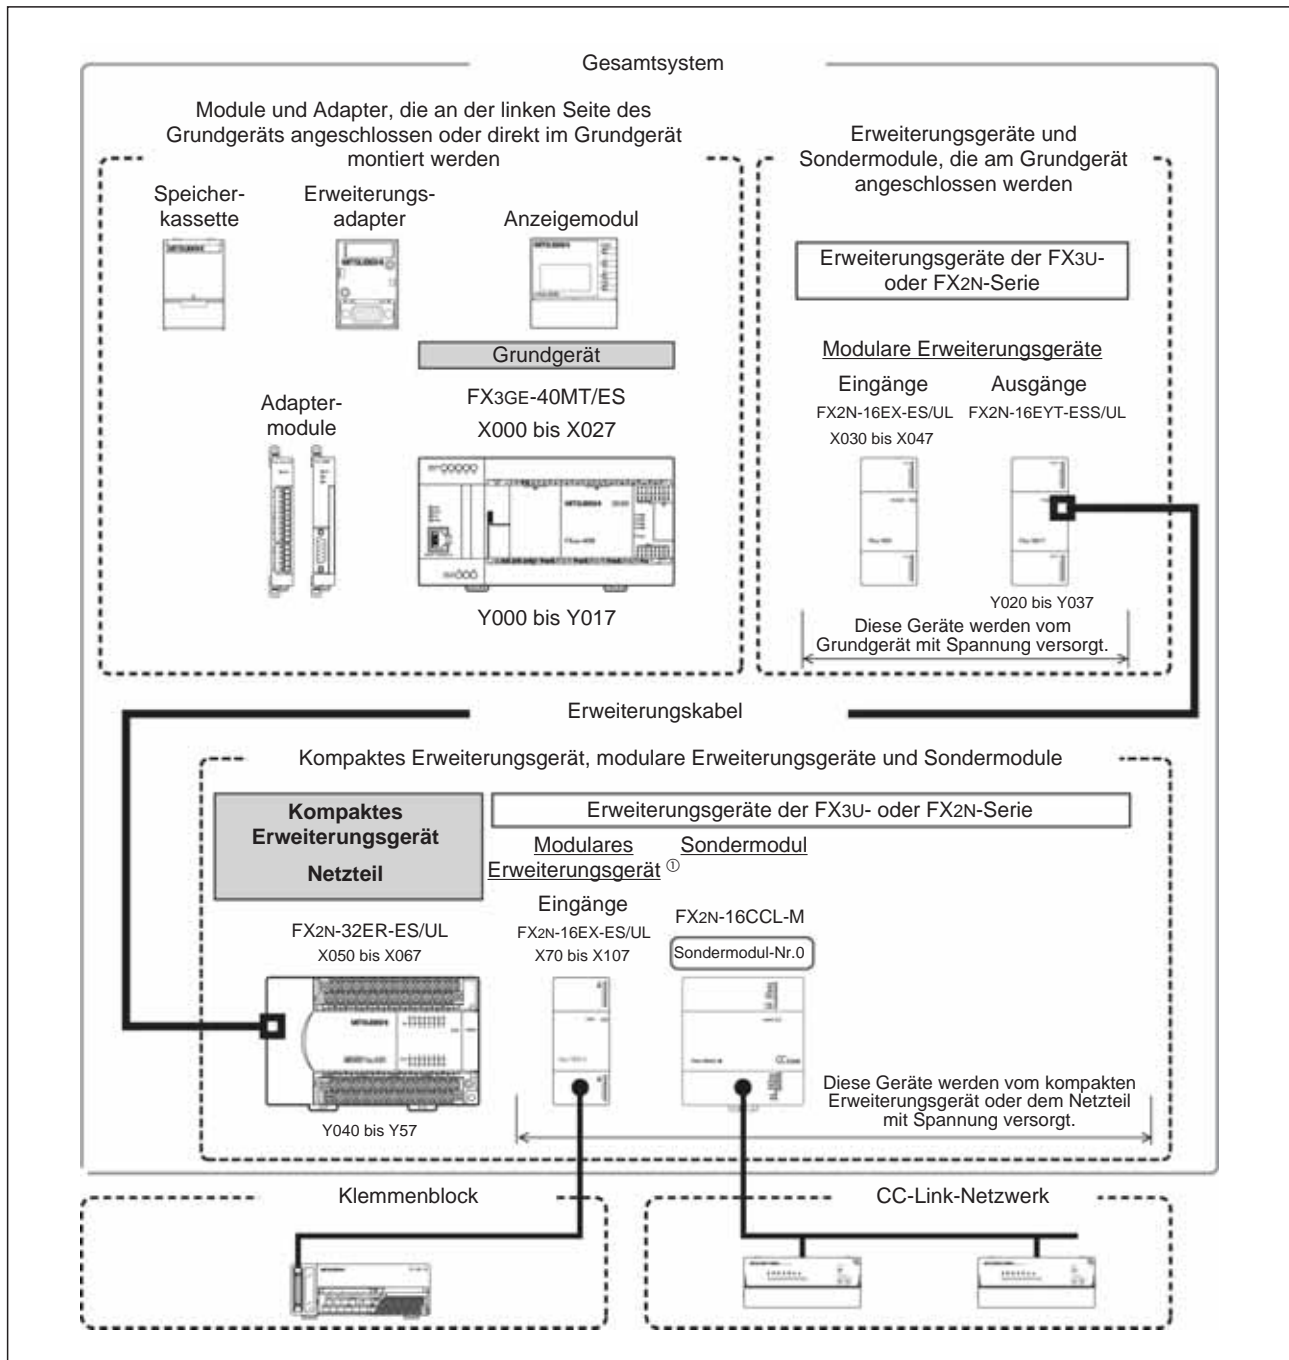 Gesamtsystem
Module und Adapter, die an der linken Seite des
Grundgeräts angeschlossen oder direkt im Grundgerät
montiert werden
Speicher-
kassette
Erweiterungs-
adapter
Anzeigemodul
MITSUBISHI
MITSUBISHI
MITSUBISHI
Grundgerät
FX3GE-40MT/ES
X000 bis X027
Adapter-
module
MITSUBISHI
Y000 bis Y017
Erweiterungsgeräte und
Sondermodule, die am Grundgerät
angeschlossen werden
Erweiterungsgeräte der FX3U-
oder FX2N-Serie
Modulare Erweiterungsgeräte
Eingänge
Ausgänge
FX2N-16EX-ES/UL
FX2N-16EYT-ESS/UL
X030 bis X047
Y020 bis Y037
Diese Geräte werden vom
Grundgerät mit Spannung versorgt.
Erweiterungskabel
Kompaktes Erweiterungsgerät, modulare Erweiterungsgeräte und Sondermodule
Kompaktes
Erweiterungsgerät
Netzteil
Erweiterungsgeräte der FX3U- oder FX2N-Serie
Modulares
Erweiterungsgerät ①
Sondermodul
Eingänge
FX2N-32ER-ES/UL
X050 bis X067
FX2N-16EX-ES/UL
X70 bis X107
FX2N-16CCL-M
Sondermodul-Nr.0
MITSUBISHI
Y040 bis Y57
Diese Geräte werden vom kompakten
Erweiterungsgerät oder dem Netzteil
mit Spannung versorgt.
Klemmenblock
CC-Link-Netzwerk